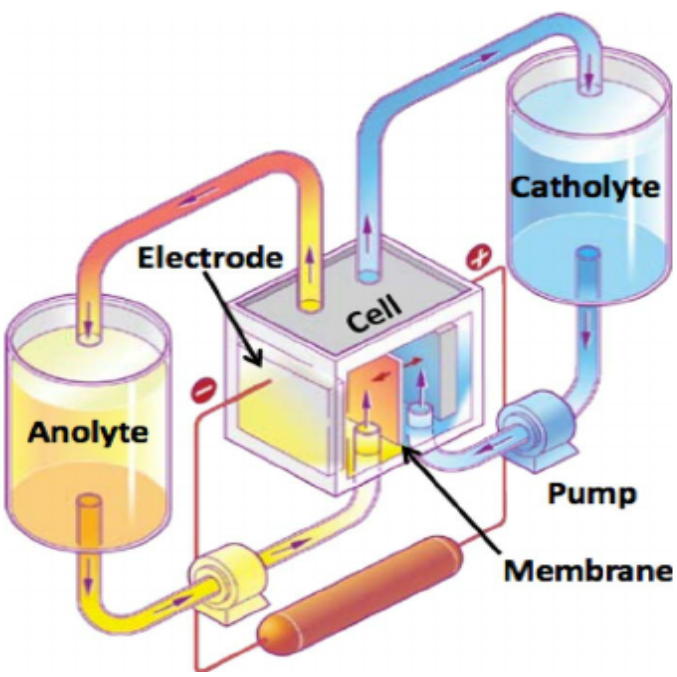 Catholyte
Electrode
+
Cell
−
Anolyte
Pump
Membrane